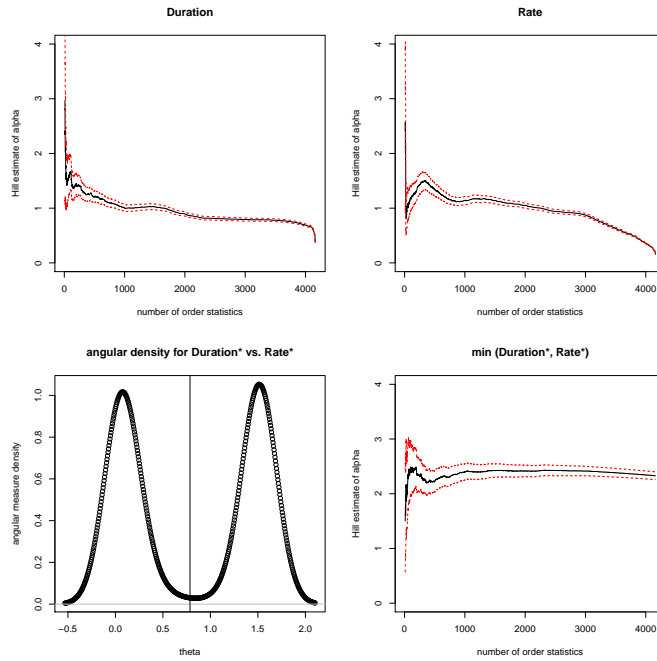 Duration
Hill estimate of alpha
0 1 2 3 4
0 1000 2000 3000 4000
number of order statistics
Rate
Hill estimate of alpha
0 1 2 3 4
0 1000 2000 3000 4000
number of order statistics
angular density for Duration* vs. Rate*
angular measure density
0.0 0.2 0.4 0.6 0.8 1.0
−0.5 0.0 0.5 1.0 1.5 2.0
theta
min (Duration*, Rate*)
Hill estimate of alpha
0 1 2 3 4
0 1000 2000 3000 4000
number of order statistics